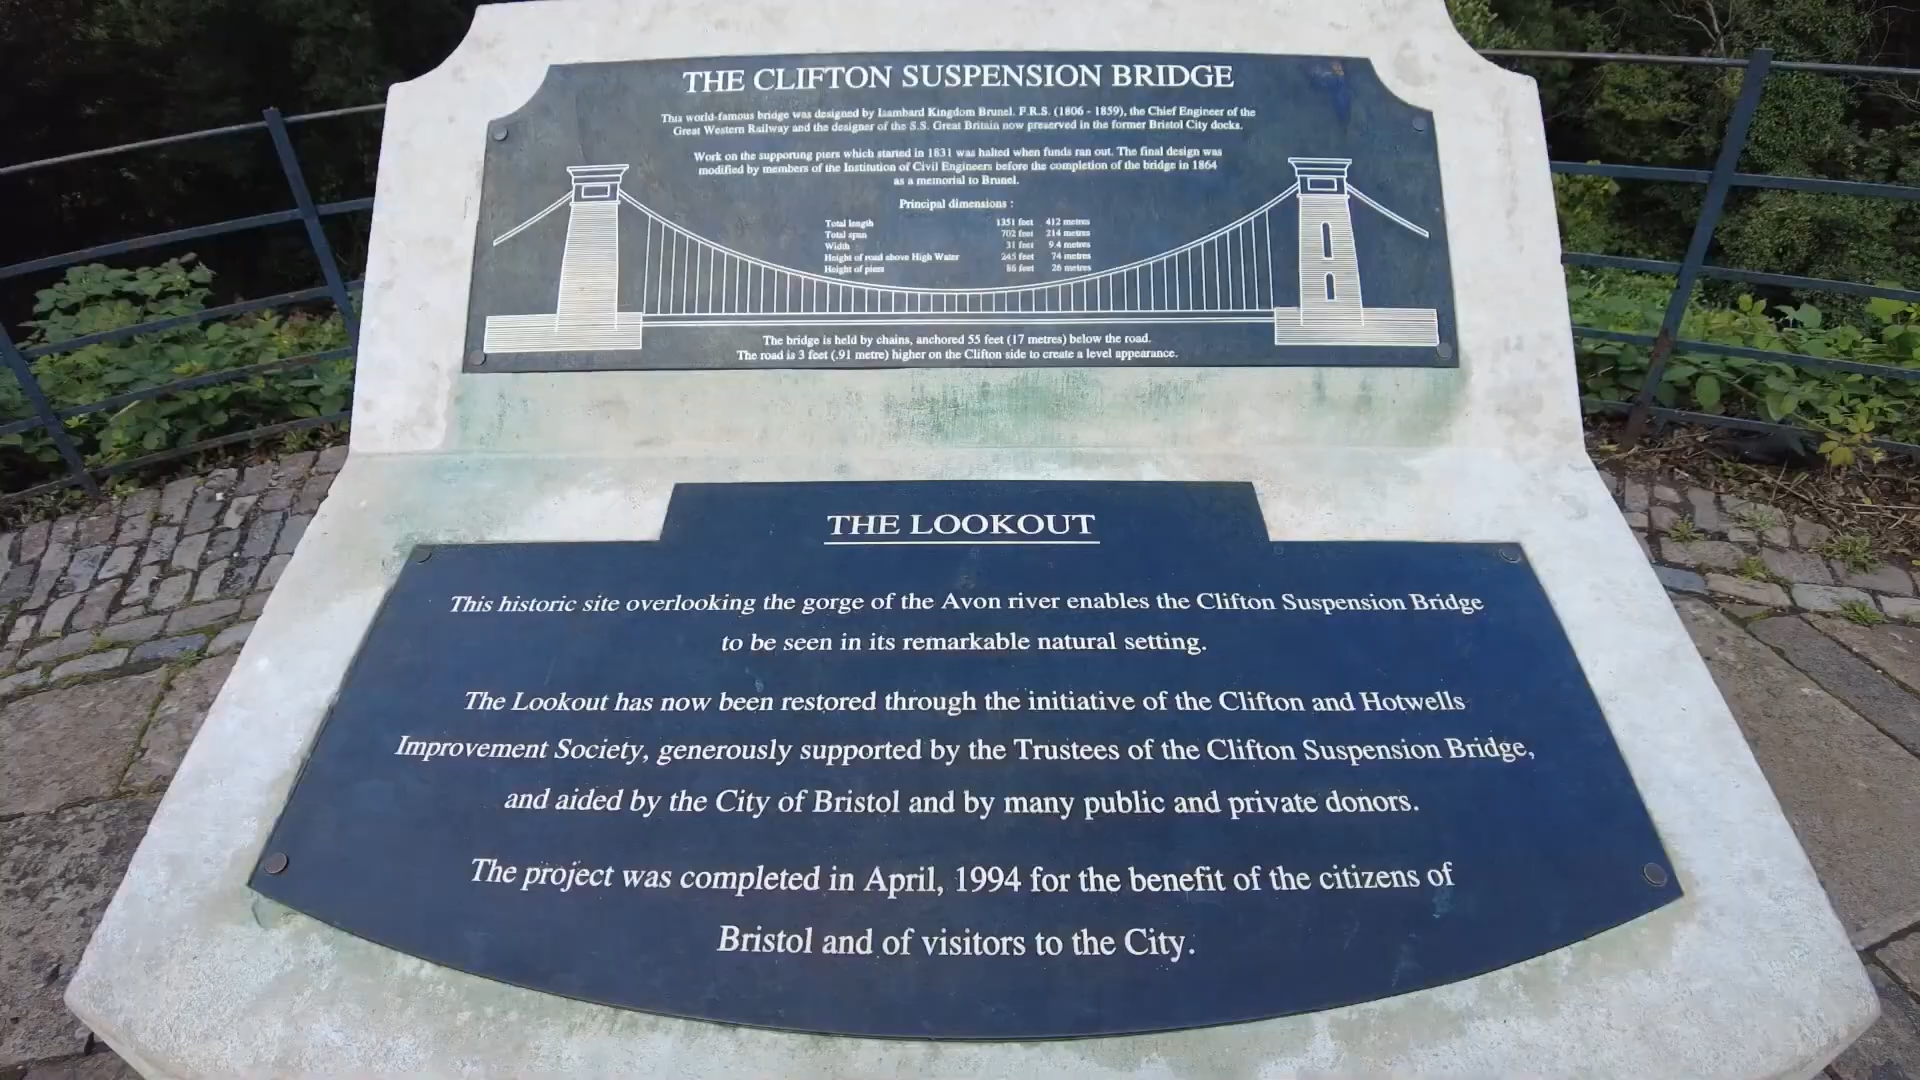 THE CLIFTON SUSPENSION BRIDGE
This world-famous bridge was designed by Isambard Kingdom Brunel. F.R.S. (1806 - 1859), the Chief Engineer of the
Great Western Railway and the designer of the S.S. Great Britain now preserved in the former Bristol City docks.
Work on the supporting piers which started in 1831 was halted when funds ran out. The final design was
modified by members of the Institution of Civil Engineers before the completion of the bridge in 1864
as a memorial to Brunel.
Principal dimensions :
Total length 1351 feet 412 metres
Total span 702 feet 214 metres
Width 31 feet 9.4 metres
Height of road above High Water 245 feet 74 metres
Height of piers 86 feet 26 metres
The bridge is held by chains, anchored 55 feet (17 metres) below the road.
The road is 3 feet (.91 metre) higher on the Clifton side to create a level appearance.
THE LOOKOUT
This historic site overlooking the gorge of the Avon river enables the Clifton Suspension Bridge
to be seen in its remarkable natural setting.
The Lookout has now been restored through the initiative of the Clifton and Hotwells
Improvement Society, generously supported by the Trustees of the Clifton Suspension Bridge,
and aided by the City of Bristol and by many public and private donors.
The project was completed in April, 1994 for the benefit of the citizens of
Bristol and of visitors to the City.